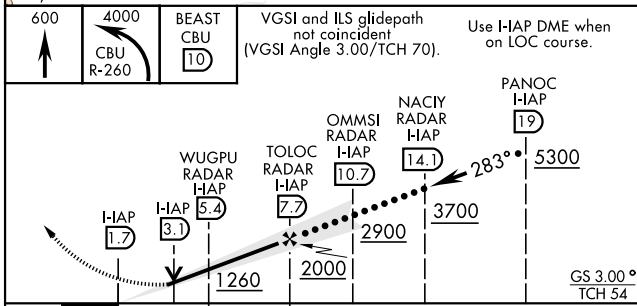 600
4000
CBU
R-260
BEAST
CBU
10
VGSI and ILS glidepath
not coincident
(VGSI Angle 3.00/TCH 70).
Use I-IAP DME when
on LOC course.
PANOC
I-IAP
19
NACIY
RADAR
I-IAP
14.1
OMMSI
RADAR
I-IAP
10.7
TOLOC
RADAR
I-IAP
7.7
WUGPU
RADAR
I-IAP
5.4
I-IAP
3.1
I-IAP
1.7
283°
5300
3700
2900
2000
1260
GS 3.00°
TCH 54